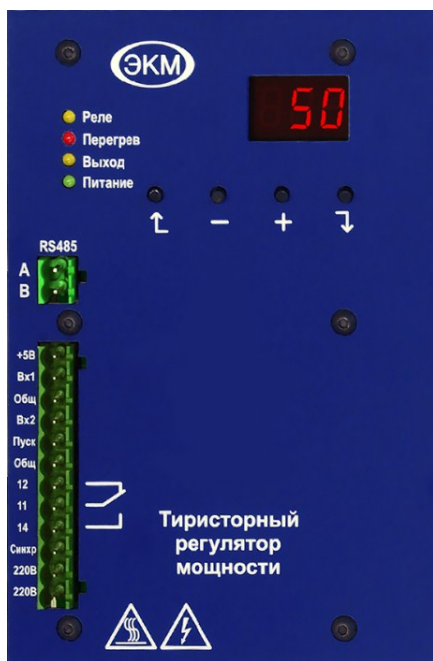 ЭКМ
50
Реле
Перегрев
Выход
Питание
RS485
A
B
+5В
Вх1
Общ
Вх2
Пуск
Общ
12
11
14
Синхр
220В
220В
Тиристорный
регулятор
мощности